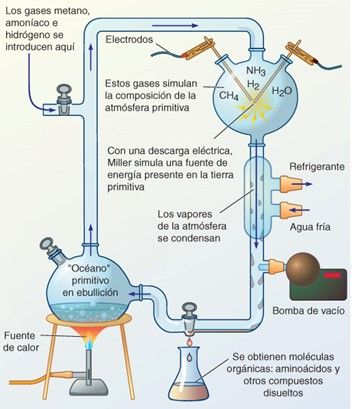 Los gases metano,
amoníaco e
hidrógeno se
introducen aquí
Electrodos
NH3
H2
CH4
H2O
Estos gases simulan
la composición de la
atmósfera primitiva
Con una descarga eléctrica,
Miller simula una fuente de
energía presente en la tierra
primitiva
Refrigerante
Los vapores
de la atmósfera
se condensan
Agua fría
"Océano"
primitivo
en ebullición
Bomba de vacío
Fuente
de calor
Se obtienen moléculas
orgánicas: aminoácidos y
otros compuestos
disueltos